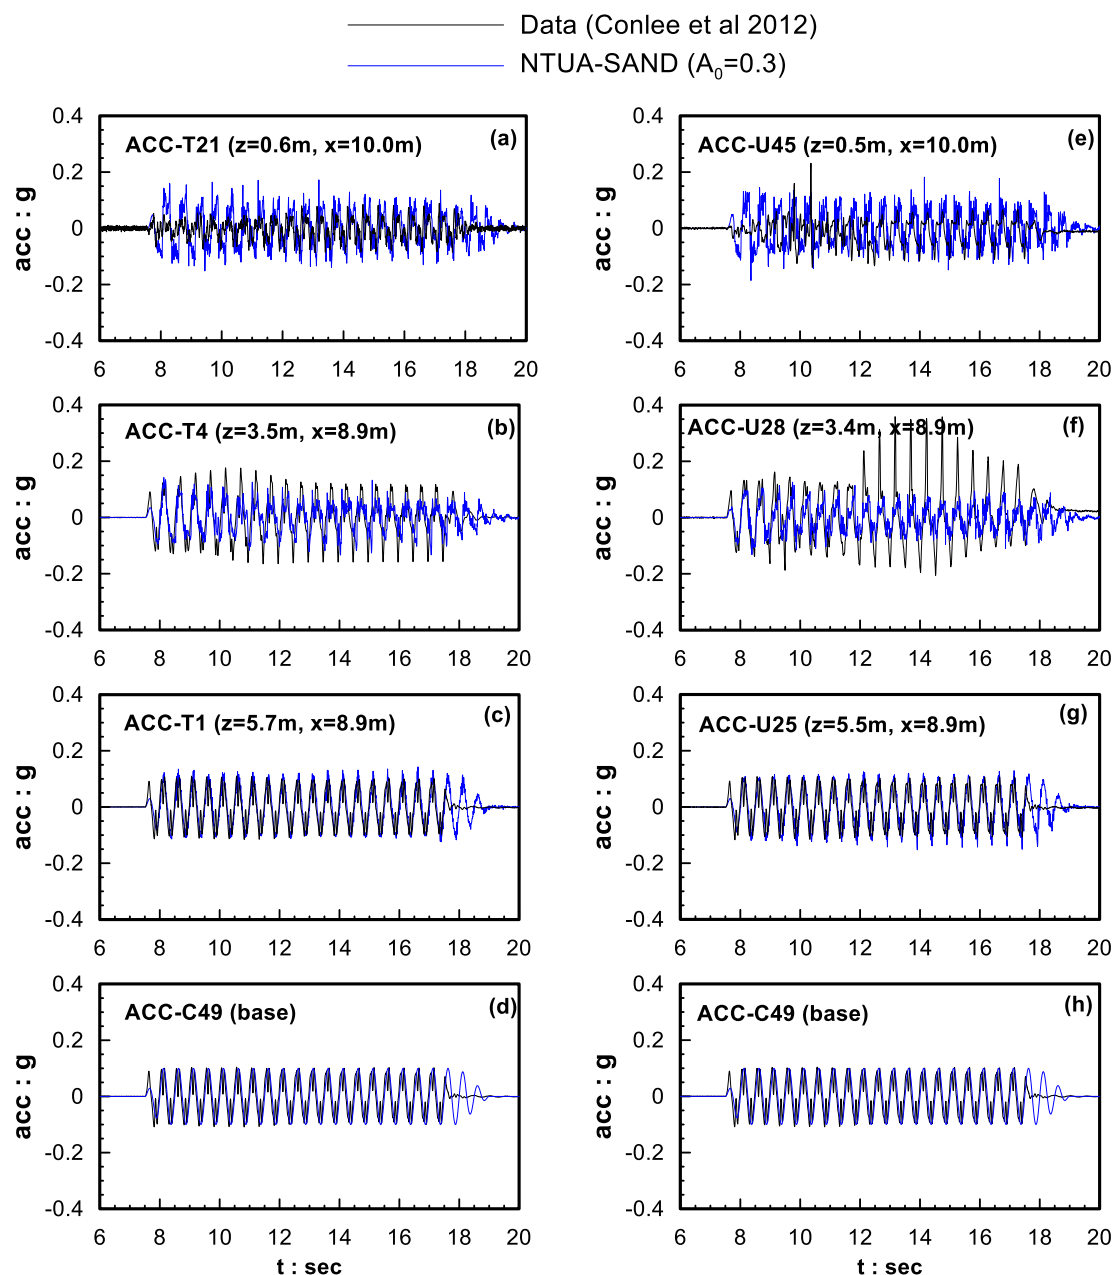 Data (Conlee et al 2012)
NTUA-SAND (A0=0.3)
0.4
0.2
0
-0.2
-0.4
acc : g
ACC-T21 (z=0.6m, x=10.0m)
(a)
6 8 10 12 14 16 18 20
0.4
0.2
0
-0.2
-0.4
acc : g
ACC-U45 (z=0.5m, x=10.0m)
(e)
6 8 10 12 14 16 18 20
0.4
0.2
0
-0.2
-0.4
acc : g
ACC-T4 (z=3.5m, x=8.9m)
(b)
6 8 10 12 14 16 18 20
0.4
0.2
0
-0.2
-0.4
acc : g
ACC-U28 (z=3.4m, x=8.9m)
(f)
6 8 10 12 14 16 18 20
0.4
0.2
0
-0.2
-0.4
acc : g
ACC-T1 (z=5.7m, x=8.9m)
(c)
6 8 10 12 14 16 18 20
0.4
0.2
0
-0.2
-0.4
acc : g
ACC-U25 (z=5.5m, x=8.9m)
(g)
6 8 10 12 14 16 18 20
0.4
0.2
0
-0.2
-0.4
acc : g
ACC-C49 (base)
(d)
6 8 10 12 14 16 18 20
t : sec
0.4
0.2
0
-0.2
-0.4
acc : g
ACC-C49 (base)
(h)
6 8 10 12 14 16 18 20
t : sec